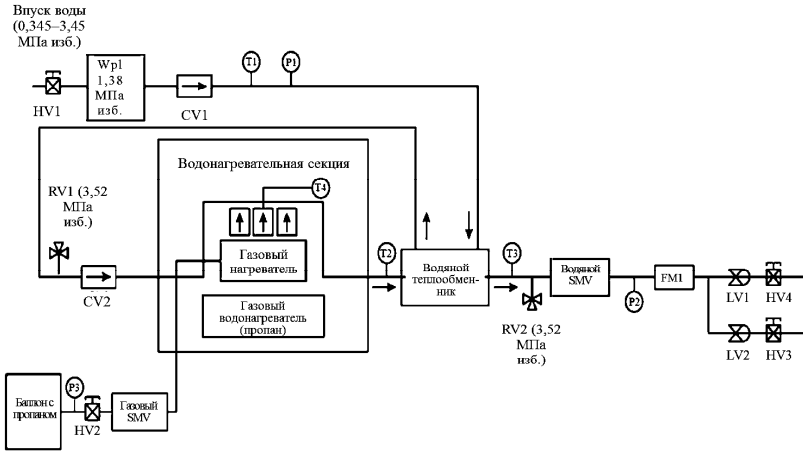 Впуск воды
(0,345–3,45
МПа изб.)
Wp1
1,38
МПа
изб.
T1
P1
HV1
CV1
Водонагревательная секция
T4
RV1 (3,52
МПа
изб.)
Газовый
нагреватель
T2
Водяной
теплообмен-
ник
T3
Водяной
SMV
FM1
P2
CV2
Газовый
водонагреватель
(пропан)
LV1
HV4
RV2 (3,52
МПа
изб.)
LV2
HV3
P3
Баллон с
пропаном
Газовый
SMV
HV2